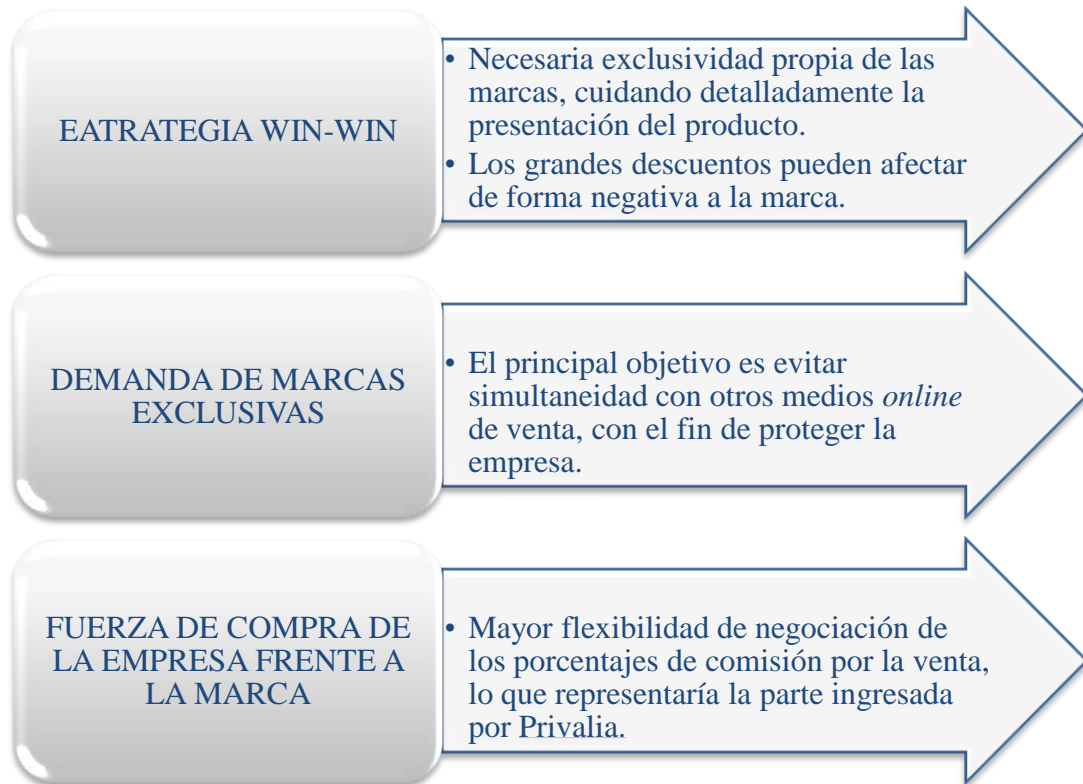 EATRATEGIA WIN-WIN
• Necesaria exclusividad propia de las
marcas, cuidando detalladamente la
presentación del producto.
• Los grandes descuentos pueden afectar
de forma negativa a la marca.
DEMANDA DE MARCAS
EXCLUSIVAS
• El principal objetivo es evitar
simultaneidad con otros medios online
de venta, con el fin de proteger la
empresa.
FUERZA DE COMPRA DE
LA EMPRESA FRENTE A
LA MARCA
• Mayor flexibilidad de negociación de
los porcentajes de comisión por la venta,
lo que representaría la parte ingresada
por Privalia.